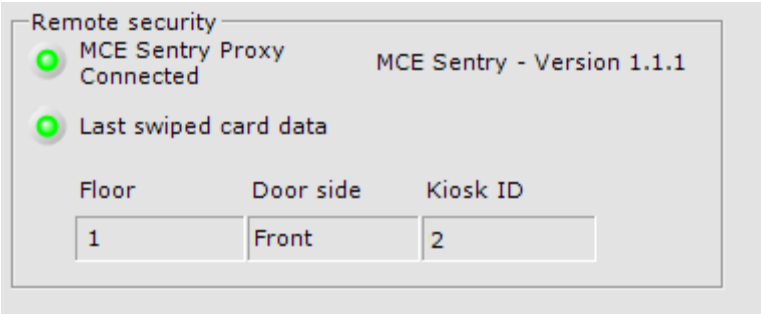 Remote security
MCE Sentry Proxy
Connected
MCE Sentry - Version 1.1.1
Last swiped card data
Floor Door side Kiosk ID
1 Front 2